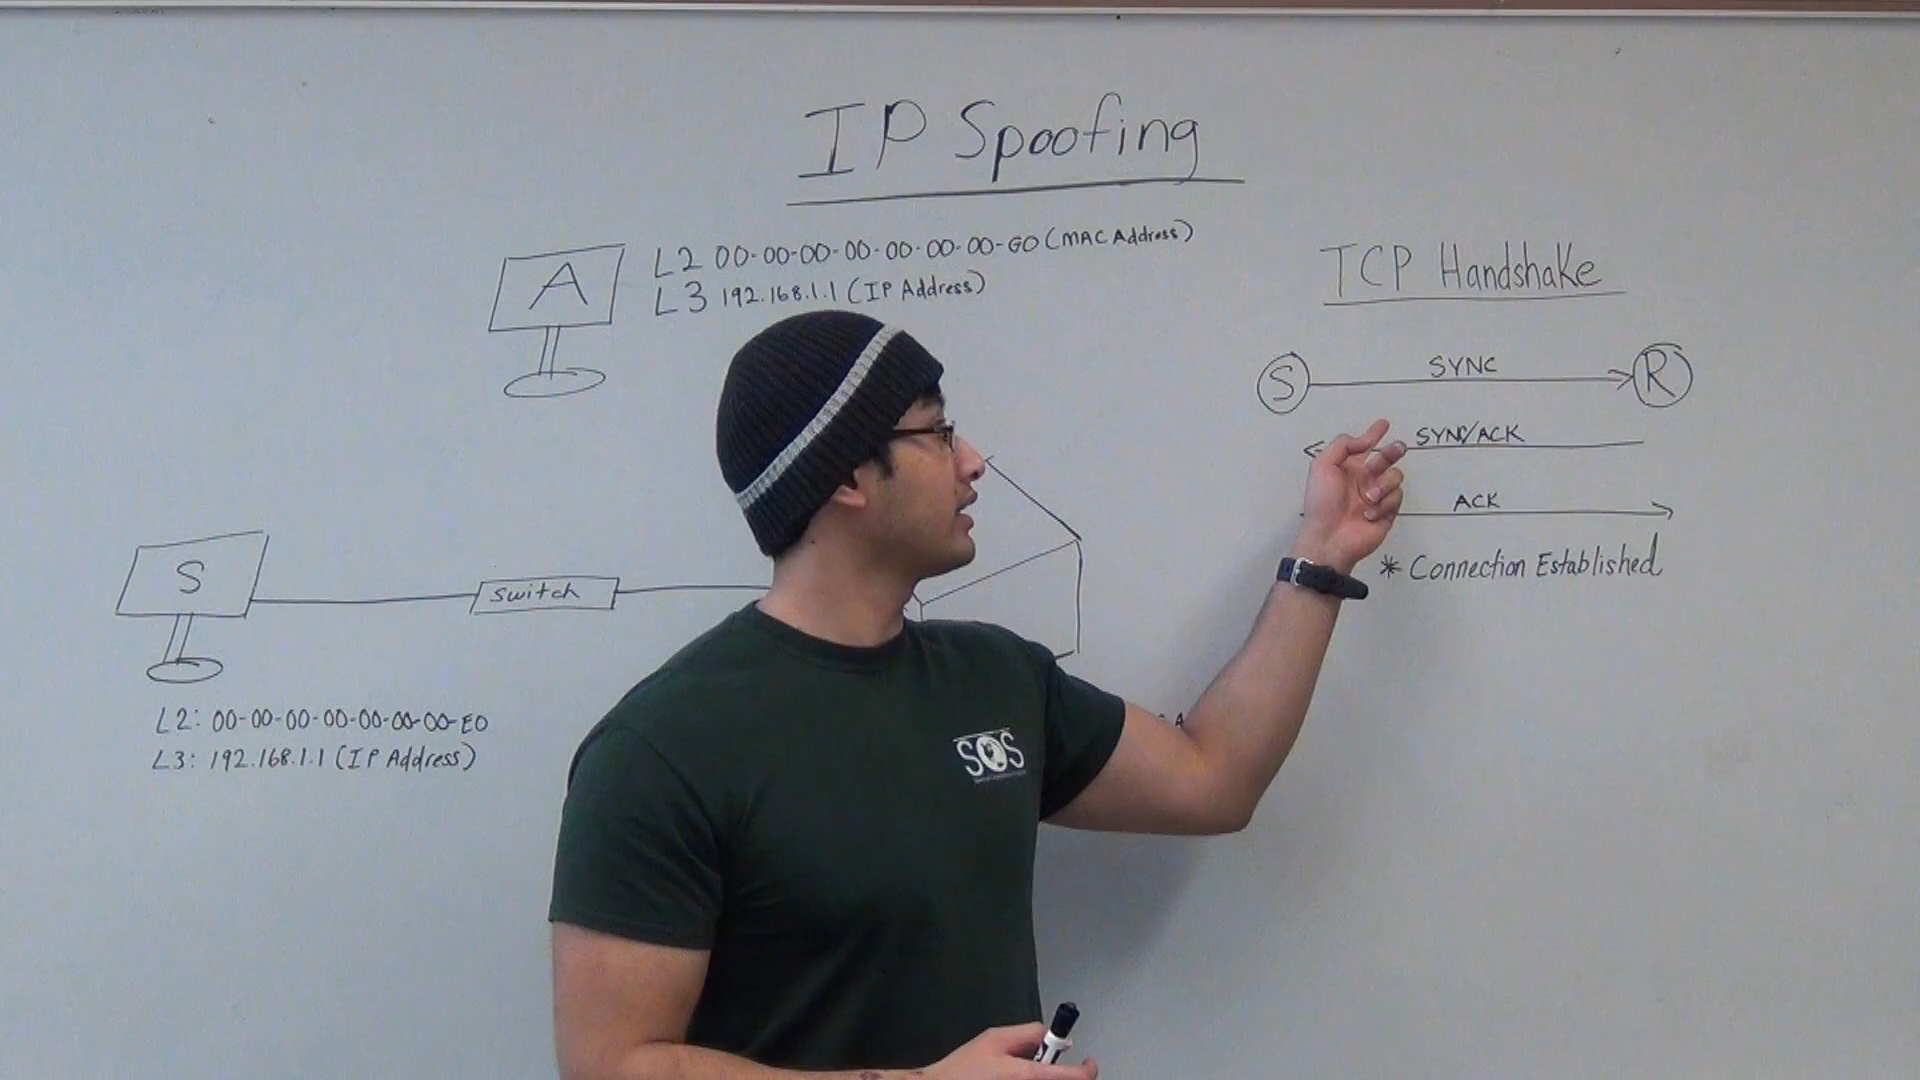 IP Spoofing
A
L2 00-00-00-00-00-00-00-G0 (MAC Address)
L3 192.168.1.1 (IP Address)
TCP Handshake
S
SYNC
R
SYN/ACK
ACK
* Connection Established
S
switch
L2: 00-00-00-00-00-00-00-E0
L3: 192.168.1.1 (IP Address)
SOS